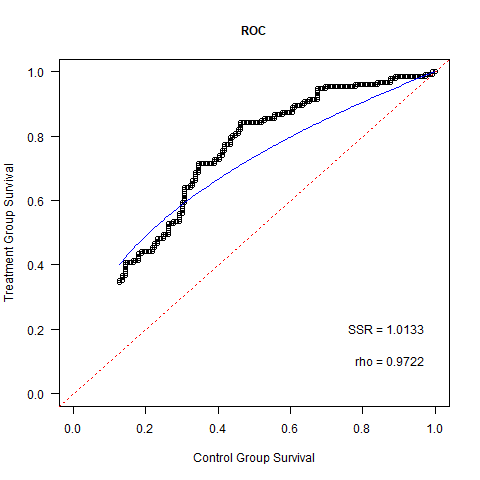 ROC
Treatment Group Survival
1.0
0.8
0.6
0.4
0.2
0.0
SSR = 1.0133
rho = 0.9722
0.0 0.2 0.4 0.6 0.8 1.0
Control Group Survival